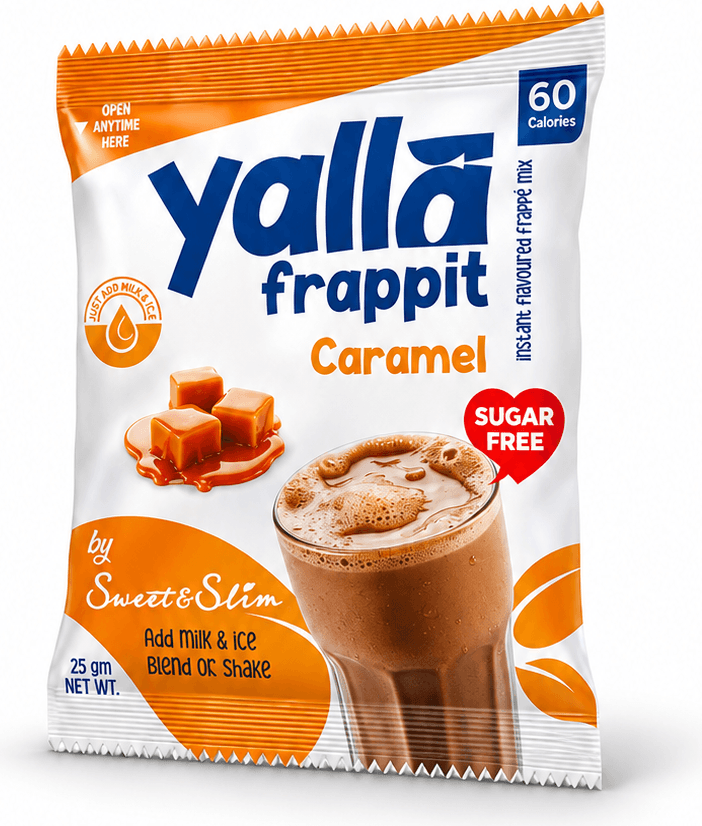 OPEN
ANYTIME
HERE
60
Calories
yallā
frappit
instant flavoured frappé mix
Caramel
JUST ADD MILK & ICE
SUGAR
FREE
by
Sweet & Slim
Add milk & ice
Blend or shake
25 gm
NET WT.